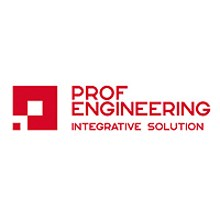 PROF
ENGINEERING
INTEGRATIVE SOLUTION